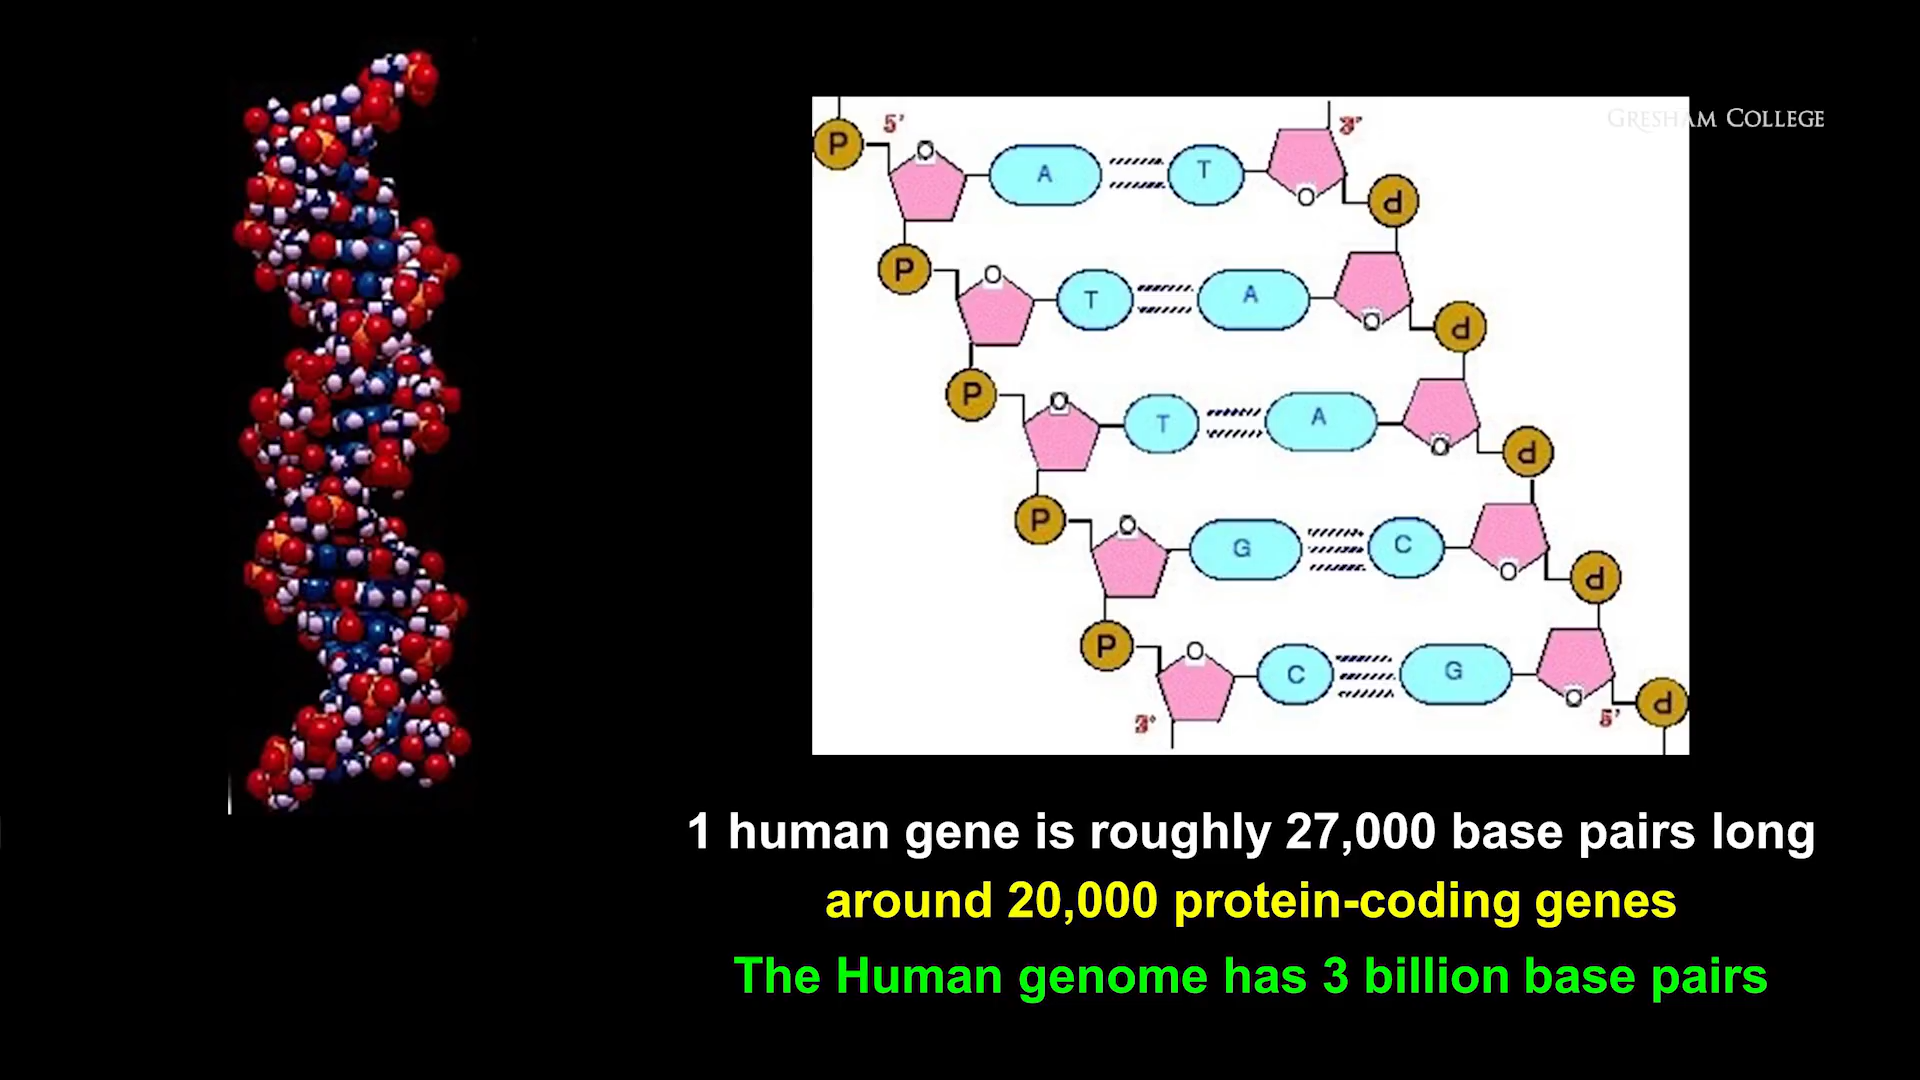 GRESHAM COLLEGE
P 5' O A T O 3' P
P O T A O P
P O T A O P
P O G C O P
P O C G O P
3' 5'
1 human gene is roughly 27,000 base pairs long
around 20,000 protein-coding genes
The Human genome has 3 billion base pairs